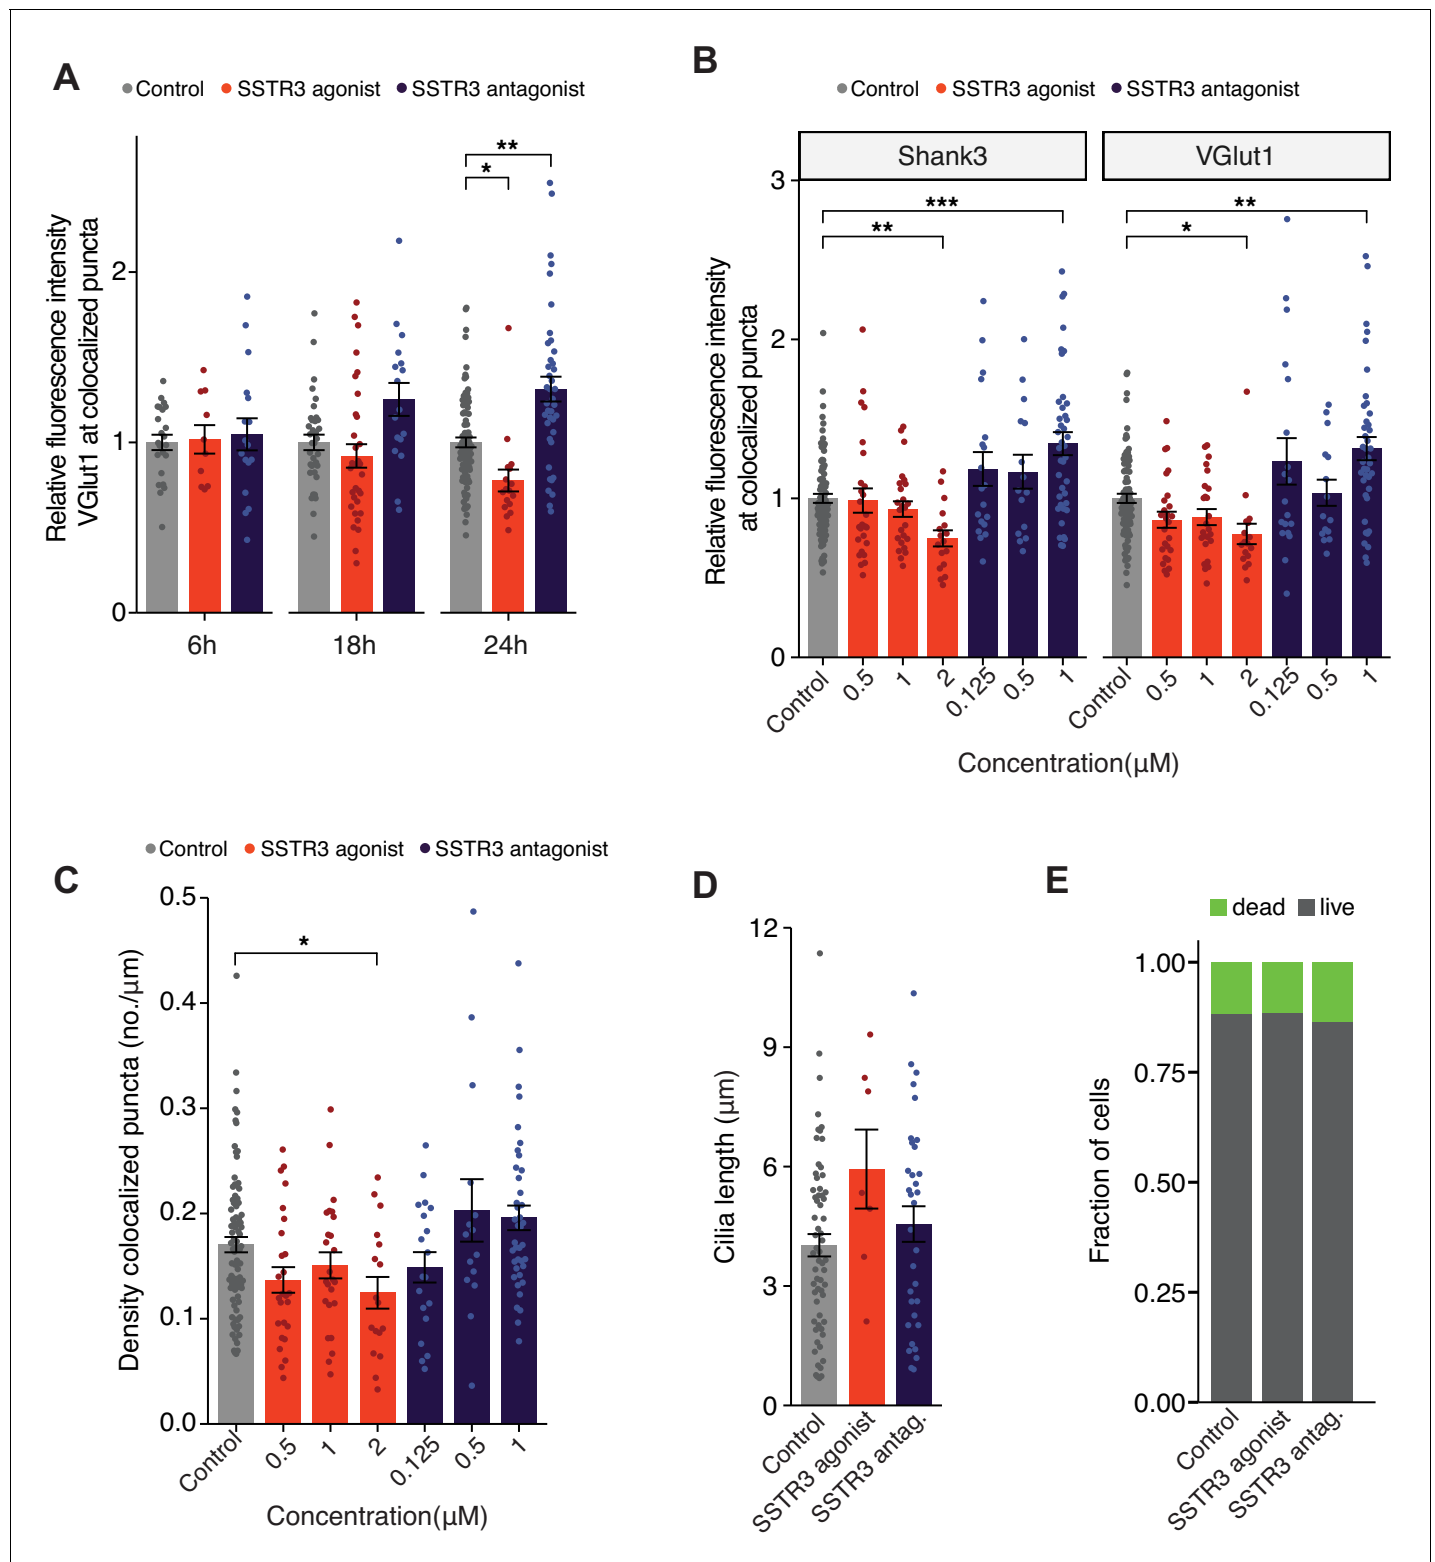 A
Control SSTR3 agonist SSTR3 antagonist
Relative fluorescence intensity
VGlut1 at colocalized puncta
2
1
0
**
*
6h 18h 24h
B
Control SSTR3 agonist SSTR3 antagonist
Shank3 VGlut1
Relative fluorescence intensity
at colocalized puncta
3
2
1
0
*** **
** *
Control 0.5 1 2 0.125 0.5 1 Control 0.5 1 2 0.125 0.5 1
Concentration(μM)
C
Control SSTR3 agonist SSTR3 antagonist
Density colocalized puncta (no./μm)
0.5
0.4
0.3
0.2
0.1
0.0
*
Control 0.5 1 2 0.125 0.5 1
Concentration(μM)
D
Cilia length (μm)
12
9
6
3
0
Control SSTR3 agonist SSTR3 antag.
E
dead live
Fraction of cells
1.00
0.75
0.50
0.25
0.00
Control SSTR3 agonist SSTR3 antag.